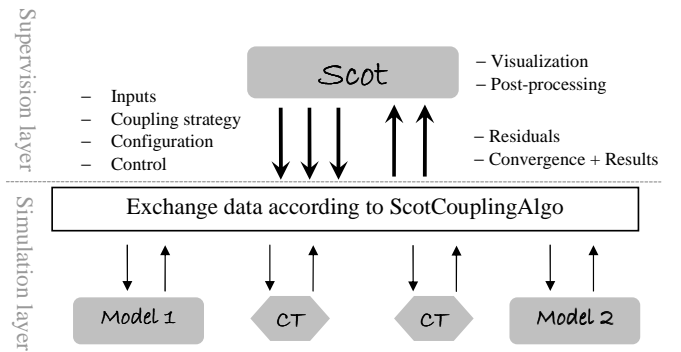 Supervision layer
Scot
– Visualization
– Post-processing
– Inputs
– Coupling strategy
– Configuration
– Control
– Residuals
– Convergence + Results
Simulation layer
Exchange data according to ScotCouplingAlgo
Model 1
CT
CT
Model 2